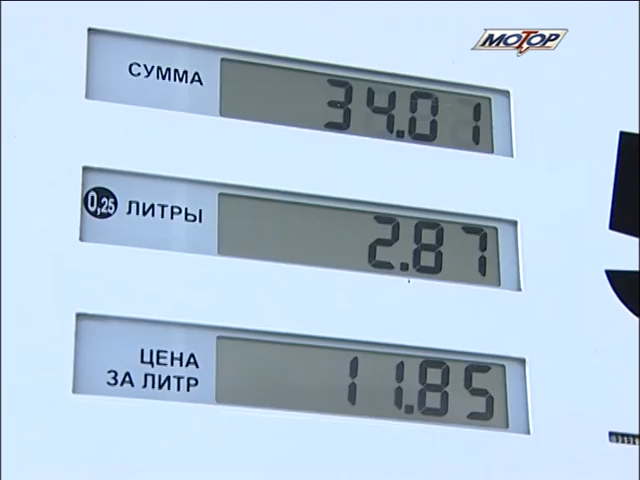 МОТОР
СУММА 34.01
0,25 ЛИТРЫ 2.87
ЦЕНА
ЗА ЛИТР 11.85